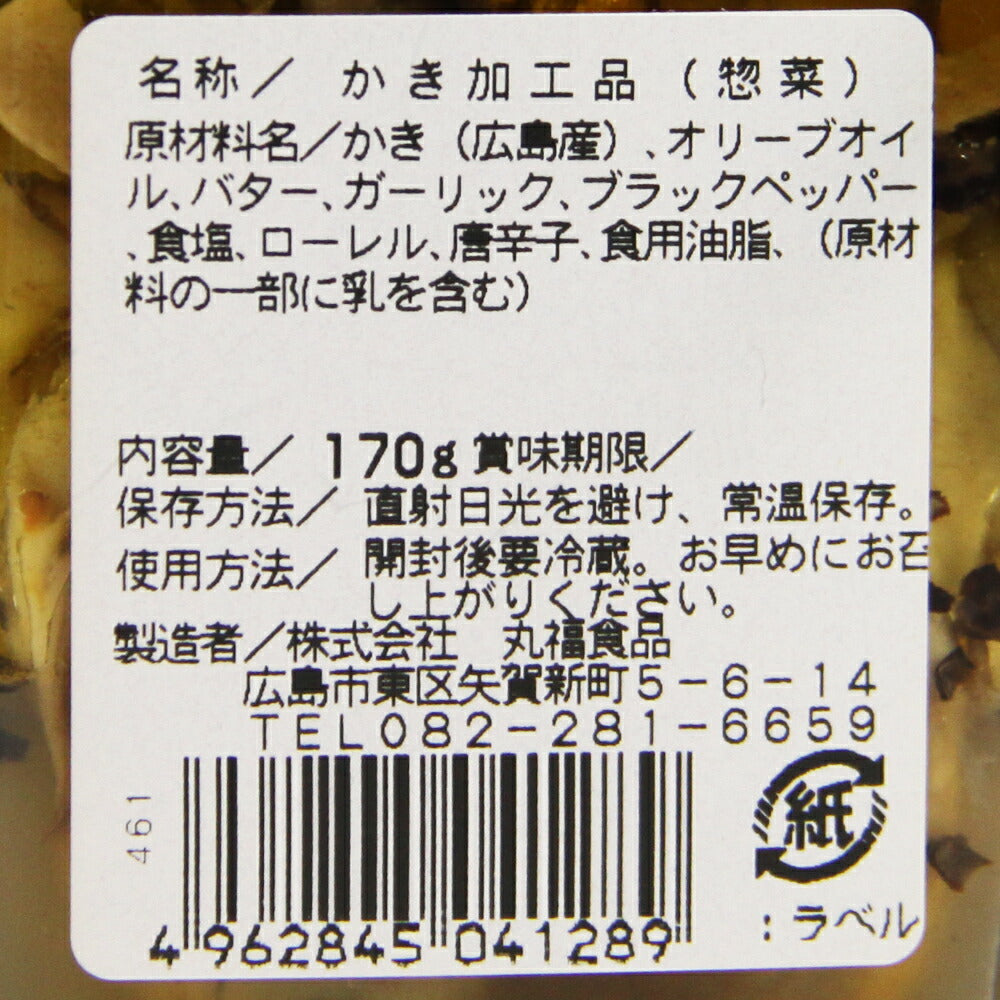 名称／ かき加工品(惣菜)
原材料名／かき(広島産)、オリーブオイ
ル、バター、ガーリック、ブラックペッパー
、食塩、ローレル、唐辛子、食用油脂、(原材
料の一部に乳を含む)
内容量／ 170g 賞味期限／
保存方法／ 直射日光を避け、常温保存。
使用方法／ 開封後要冷蔵。お早めにお召
し上がりください。
製造者／株式会社 丸福食品
広島市東区矢賀新町5-6-14
TEL082-281-6659
461
4962845041289
紙
：ラベル